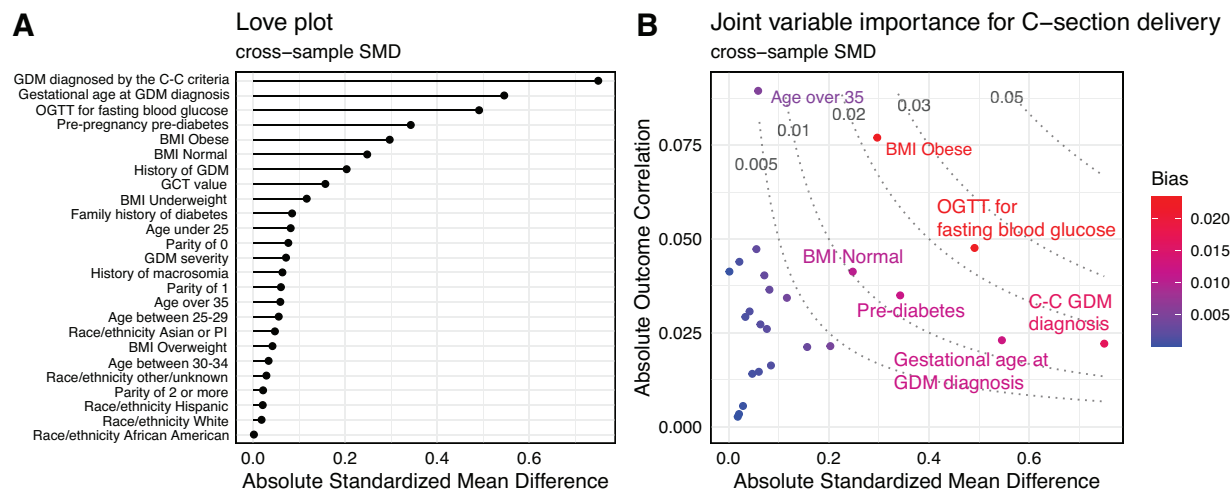 A
Love plot
cross−sample SMD
GDM diagnosed by the C-C criteria
Gestational age at GDM diagnosis
OGTT for fasting blood glucose
Pre-pregnancy pre-diabetes
BMI Obese
BMI Normal
History of GDM
GCT value
BMI Underweight
Family history of diabetes
Age under 25
Parity of 0
GDM severity
History of macrosomia
Parity of 1
Age over 35
Age between 25-29
Race/ethnicity Asian or PI
BMI Overweight
Age between 30-34
Race/ethnicity other/unknown
Parity of 2 or more
Race/ethnicity Hispanic
Race/ethnicity White
Race/ethnicity African American
0.0 0.2 0.4 0.6
Absolute Standardized Mean Difference
B
Joint variable importance for C−section delivery
cross−sample SMD
Absolute Outcome Correlation
0.075
0.050
0.025
0.000
Age over 35
0.005
0.01
0.02
0.03
0.05
BMI Obese
OGTT for
fasting blood glucose
BMI Normal
Pre-diabetes
C-C GDM
diagnosis
Gestational age at
GDM diagnosis
0.0 0.2 0.4 0.6
Absolute Standardized Mean Difference
Bias
0.020
0.015
0.010
0.005